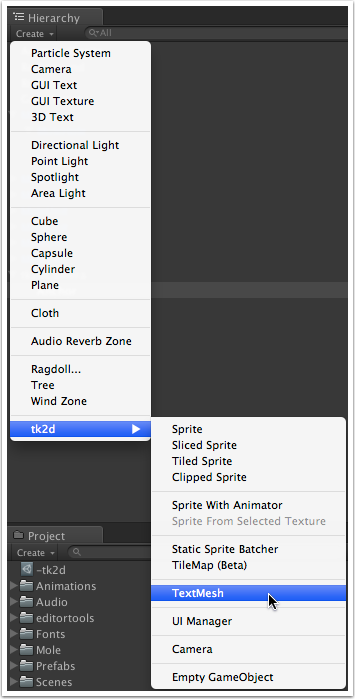 Hierarchy
Create
All
Particle System
Camera
GUI Text
GUI Texture
3D Text
Directional Light
Point Light
Spotlight
Area Light
Cube
Sphere
Capsule
Cylinder
Plane
Cloth
Audio Reverb Zone
Ragdoll...
Tree
Wind Zone
tk2d
Sprite
Sliced Sprite
Tiled Sprite
Clipped Sprite
Sprite With Animator
Sprite From Selected Texture
Static Sprite Batcher
TileMap (Beta)
TextMesh
UI Manager
Camera
Empty GameObject
Project
Create
-tk2d
Animations
Audio
editortools
Fonts
Mole
Prefabs
Scenes